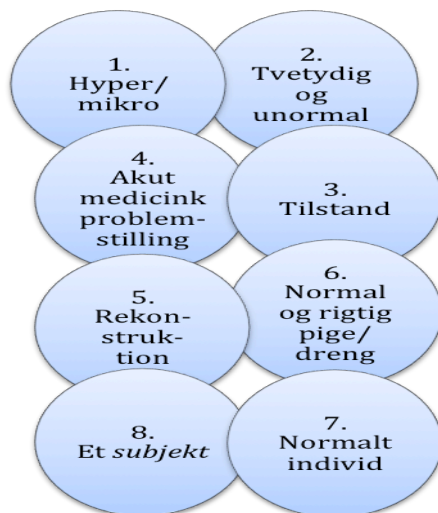 1.
Hyper/
mikro
2.
Tvetydig
og
unormal
4.
Akut
medicink
problem-
stilling
3.
Tilstand
5.
Rekon-
struk-
tion
6.
Normal
og rigtig
pige/
dreng
8.
Et subjekt
7.
Normalt
individ